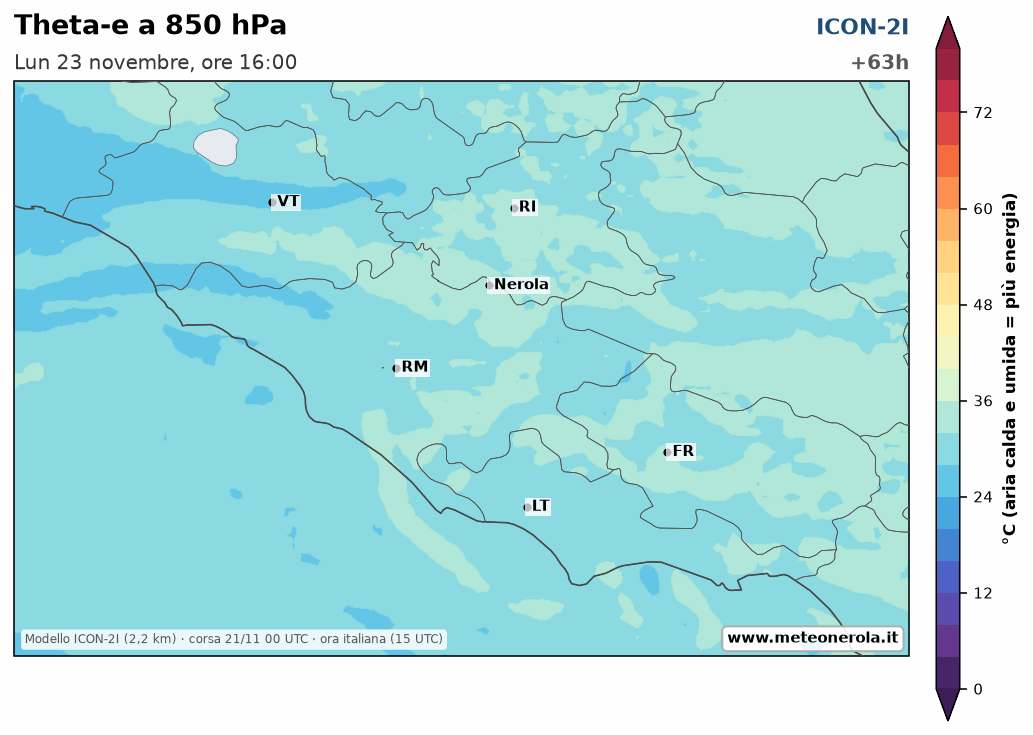 Theta-e a 850 hPa
ICON-2I
Lun 23 novembre, ore 16:00
+63h
VT
RI
Nerola
RM
FR
LT
Modello ICON-2I (2,2 km) · corsa 21/11 00 UTC · ora italiana (15 UTC)
www.meteonerola.it
72
60
48
36
24
12
0
°C (aria calda e umida = più energia)